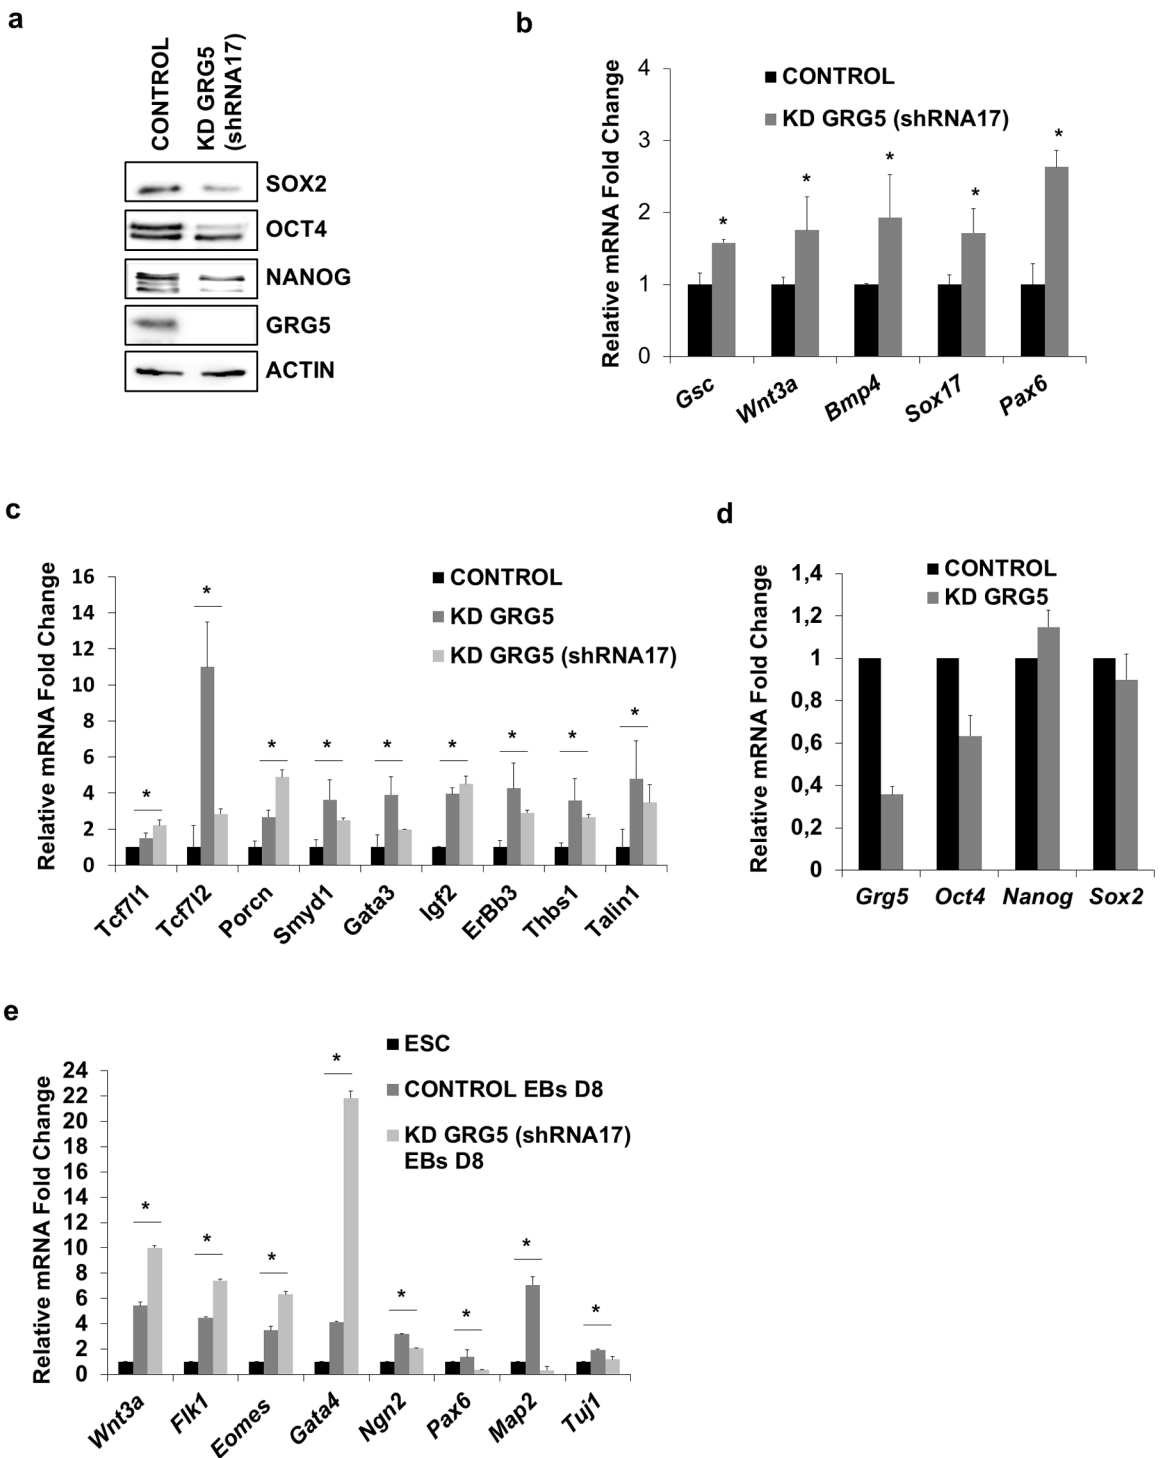 a
CONTROL
KD GRG5
(shRNA17)
SOX2
OCT4
NANOG
GRG5
ACTIN
b
Relative mRNA Fold Change
4
3
2
1
0
CONTROL
KD GRG5 (shRNA17)
*
*
*
*
*
Gsc
Wnt3a
Bmp4
Sox17
Pax6
c
Relative mRNA Fold Change
16
14
12
10
8
6
4
2
0
CONTROL
KD GRG5
KD GRG5 (shRNA17)
*
*
*
*
*
*
*
*
*
Tcf7l1
Tcf7l2
Porcn
Smyd1
Gata3
Igf2
ErBb3
Thbs1
Talin1
d
Relative mRNA Fold Change
1,4
1,2
1
0,8
0,6
0,4
0,2
0
CONTROL
KD GRG5
Grg5
Oct4
Nanog
Sox2
e
Relative mRNA Fold Change
24
22
20
18
16
14
12
10
8
6
4
2
0
ESC
CONTROL EBs D8
KD GRG5 (shRNA17)
EBs D8
*
*
*
*
*
*
*
*
Wnt3a
Flk1
Eomes
Gata4
Ngn2
Pax6
Map2
Tuj1